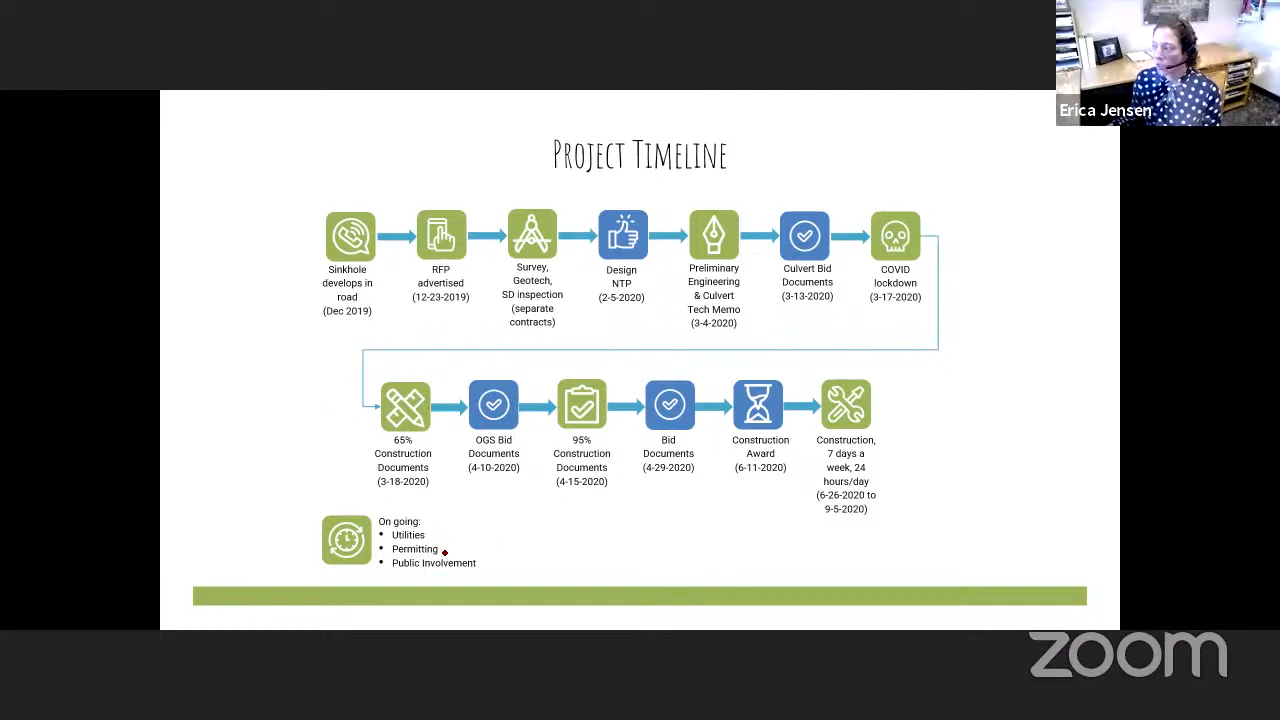 Erica Jensen
Project Timeline
Sinkhole
develops in
road
(Dec 2019)
RFP
advertised
(12-23-2019)
Survey,
Geotech,
SD inspection
(separate
contracts)
Design
NTP
(2-5-2020)
Preliminary
Engineering
& Culvert
Tech Memo
(3-4-2020)
Culvert Bid
Documents
(3-13-2020)
COVID
lockdown
(3-17-2020)
65%
Construction
Documents
(3-18-2020)
OGS Bid
Documents
(4-10-2020)
95%
Construction
Documents
(4-15-2020)
Bid
Documents
(4-29-2020)
Construction
Award
(6-11-2020)
Construction,
7 days a
week, 24
hours/day
(6-26-2020 to
9-5-2020)
On going:
• Utilities
• Permitting
• Public Involvement
zoom